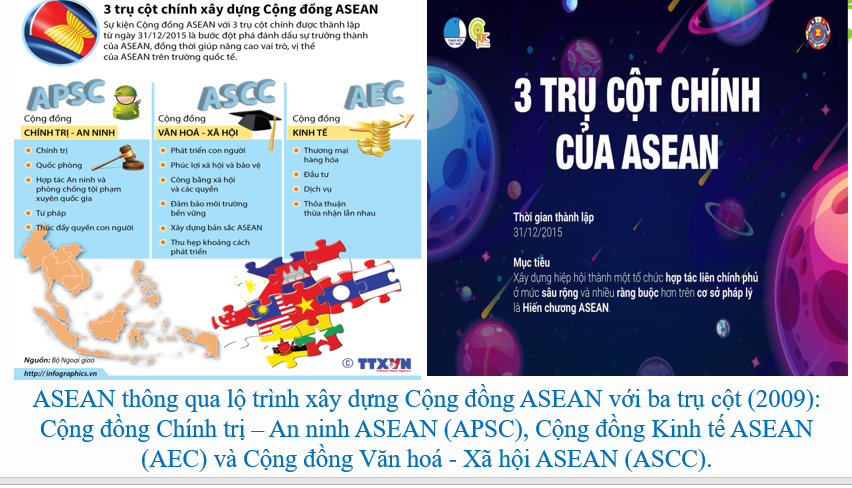 3 trụ cột chính xây dựng Cộng đồng ASEAN
Sự kiện Cộng đồng ASEAN với 3 trụ cột chính được thành lập
từ ngày 31/12/2015 là bước đột phá đánh dấu sự trưởng thành
của ASEAN, đồng thời giúp nâng cao vai trò, vị thế
của ASEAN trên trường quốc tế.
APSC
Cộng đồng
CHÍNH TRỊ - AN NINH
Chính trị
Quốc phòng
Hợp tác An ninh và
phòng chống tội phạm
xuyên quốc gia
Tư pháp
Thúc đẩy quyền con người
ASCC
Cộng đồng
VĂN HOÁ - XÃ HỘI
Phát triển con người
Phúc lợi xã hội và bảo vệ
Công bằng xã hội
và các quyền
Đảm bảo môi trường
bền vững
Xây dựng bản sắc ASEAN
Thu hẹp khoảng cách
phát triển
AEC
Cộng đồng
KINH TẾ
Thương mại
hàng hóa
Đầu tư
Dịch vụ
Thỏa thuận
thừa nhận lẫn nhau
Nguồn: Bộ Ngoại giao
http://infographics.vn
© TTXVN
3 TRỤ CỘT CHÍNH
CỦA ASEAN
Thời gian thành lập
31/12/2015
Mục tiêu
Xây dựng hiệp hội thành một tổ chức hợp tác liên chính phủ
ở mức sâu rộng và nhiều ràng buộc hơn trên cơ sở pháp lý
là Hiến chương ASEAN.
ASEAN thông qua lộ trình xây dựng Cộng đồng ASEAN với ba trụ cột (2009):
Cộng đồng Chính trị – An ninh ASEAN (APSC), Cộng đồng Kinh tế ASEAN
(AEC) và Cộng đồng Văn hoá - Xã hội ASEAN (ASCC).